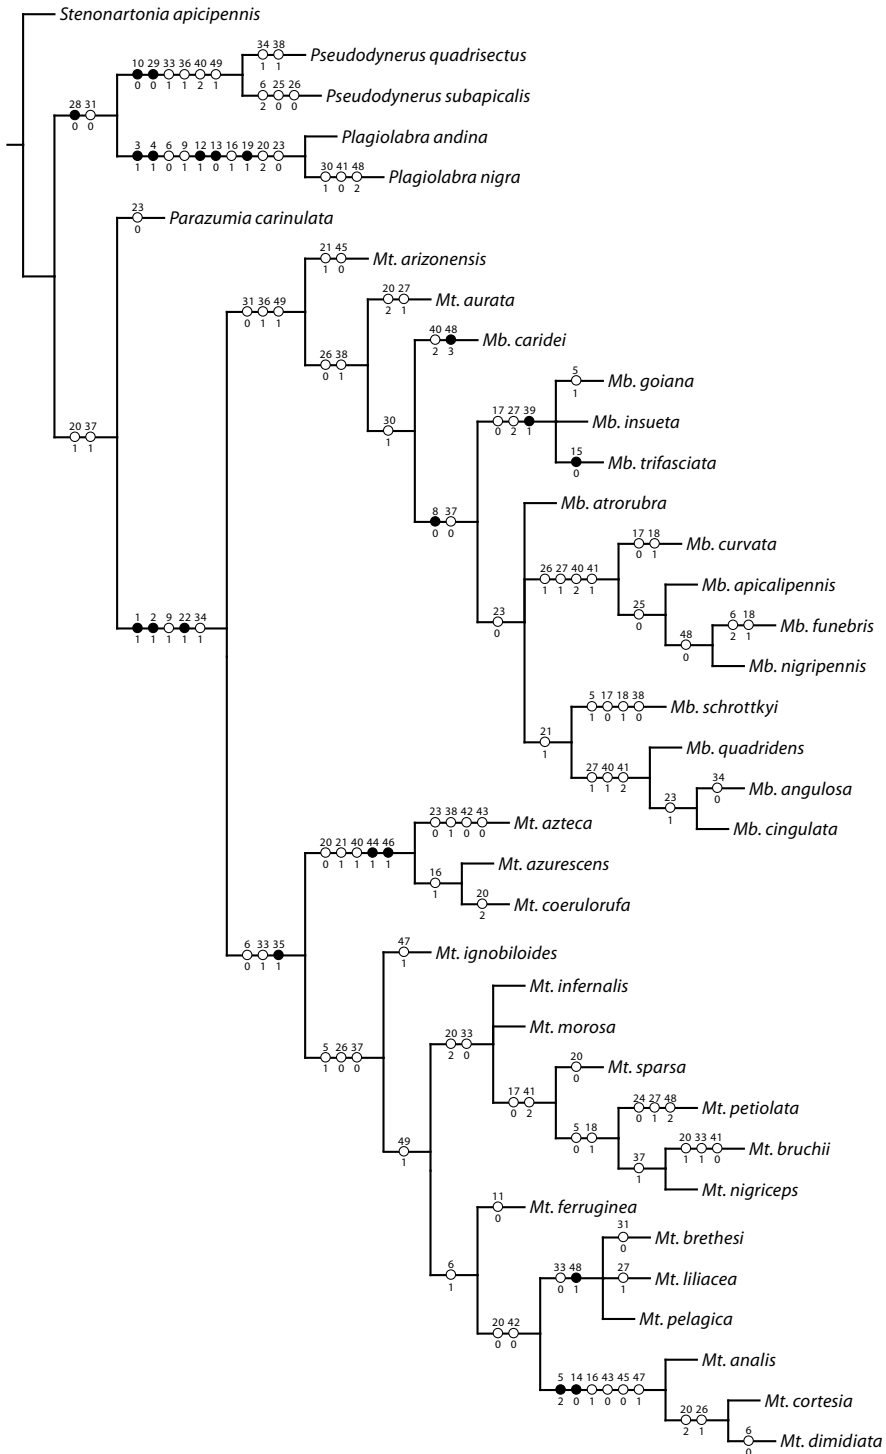 Stenonartonia apicipennis
34 38
Pseudodynerus quadrisectus
1 1
10 29 33 36 40 49
0 0 1 1 2 1
6 25 26
Pseudodynerus subapicalis
2 0 0
28 31
0 0
Plagiolabra andina
3 4 6 9 12 13 16 19 20 23
1 1 0 1 1 0 1 1 2 0
30 41 48
Plagiolabra nigra
1 0 2
23
Parazumia carinulata
0
21 45
Mt. arizonensis
1 0
20 27
Mt. aurata
2 1
31 36 49
0 1 1
40 48
Mb. caridei
2 3
26 38
0 1
5
Mb. goiana
1
17 27 39
0 2 1
Mb. insueta
30
1
20 37
1 1
15
Mb. trifasciata
0
Mb. atrorubra
8 37
0 0
17 18
Mb. curvata
0 1
26 27 40 41
1 1 2 1
Mb. apicalipennis
25
0
23
0
6 18
Mb. funebris
2 1
1 2 9 22 34
1 1 1 1 1
48
0
Mb. nigripennis
5 17 18 38
Mb. schrottkyi
1 0 1 0
21
1
Mb. quadridens
27 40 41
1 1 2
34
Mb. angulosa
0
23
1
Mb. cingulata
23 38 42 43
Mt. azteca
0 1 0 0
20 21 40 44 46
0 1 1 1 1
Mt. azurescens
16
1
20
Mt. coerulorufa
2
6 33 35
0 1 1
47
Mt. ignobiloides
1
Mt. infernalis
Mt. morosa
20 33
2 0
5 26 37
1 0 0
20
Mt. sparsa
0
17 41
0 2
24 27 48
Mt. petiolata
0 1 2
5 18
0 1
20 33 41
Mt. bruchii
1 1 0
49
1
37
1
Mt. nigriceps
11
Mt. ferruginea
0
31
Mt. brethesi
0
6
1
33 48
0 1
27
Mt. liliacea
1
Mt. pelagica
20 42
0 0
Mt. analis
5 14 16 43 45 47
2 0 1 0 0 1
Mt. cortesia
20 26
2 1
6
Mt. dimidiata
0